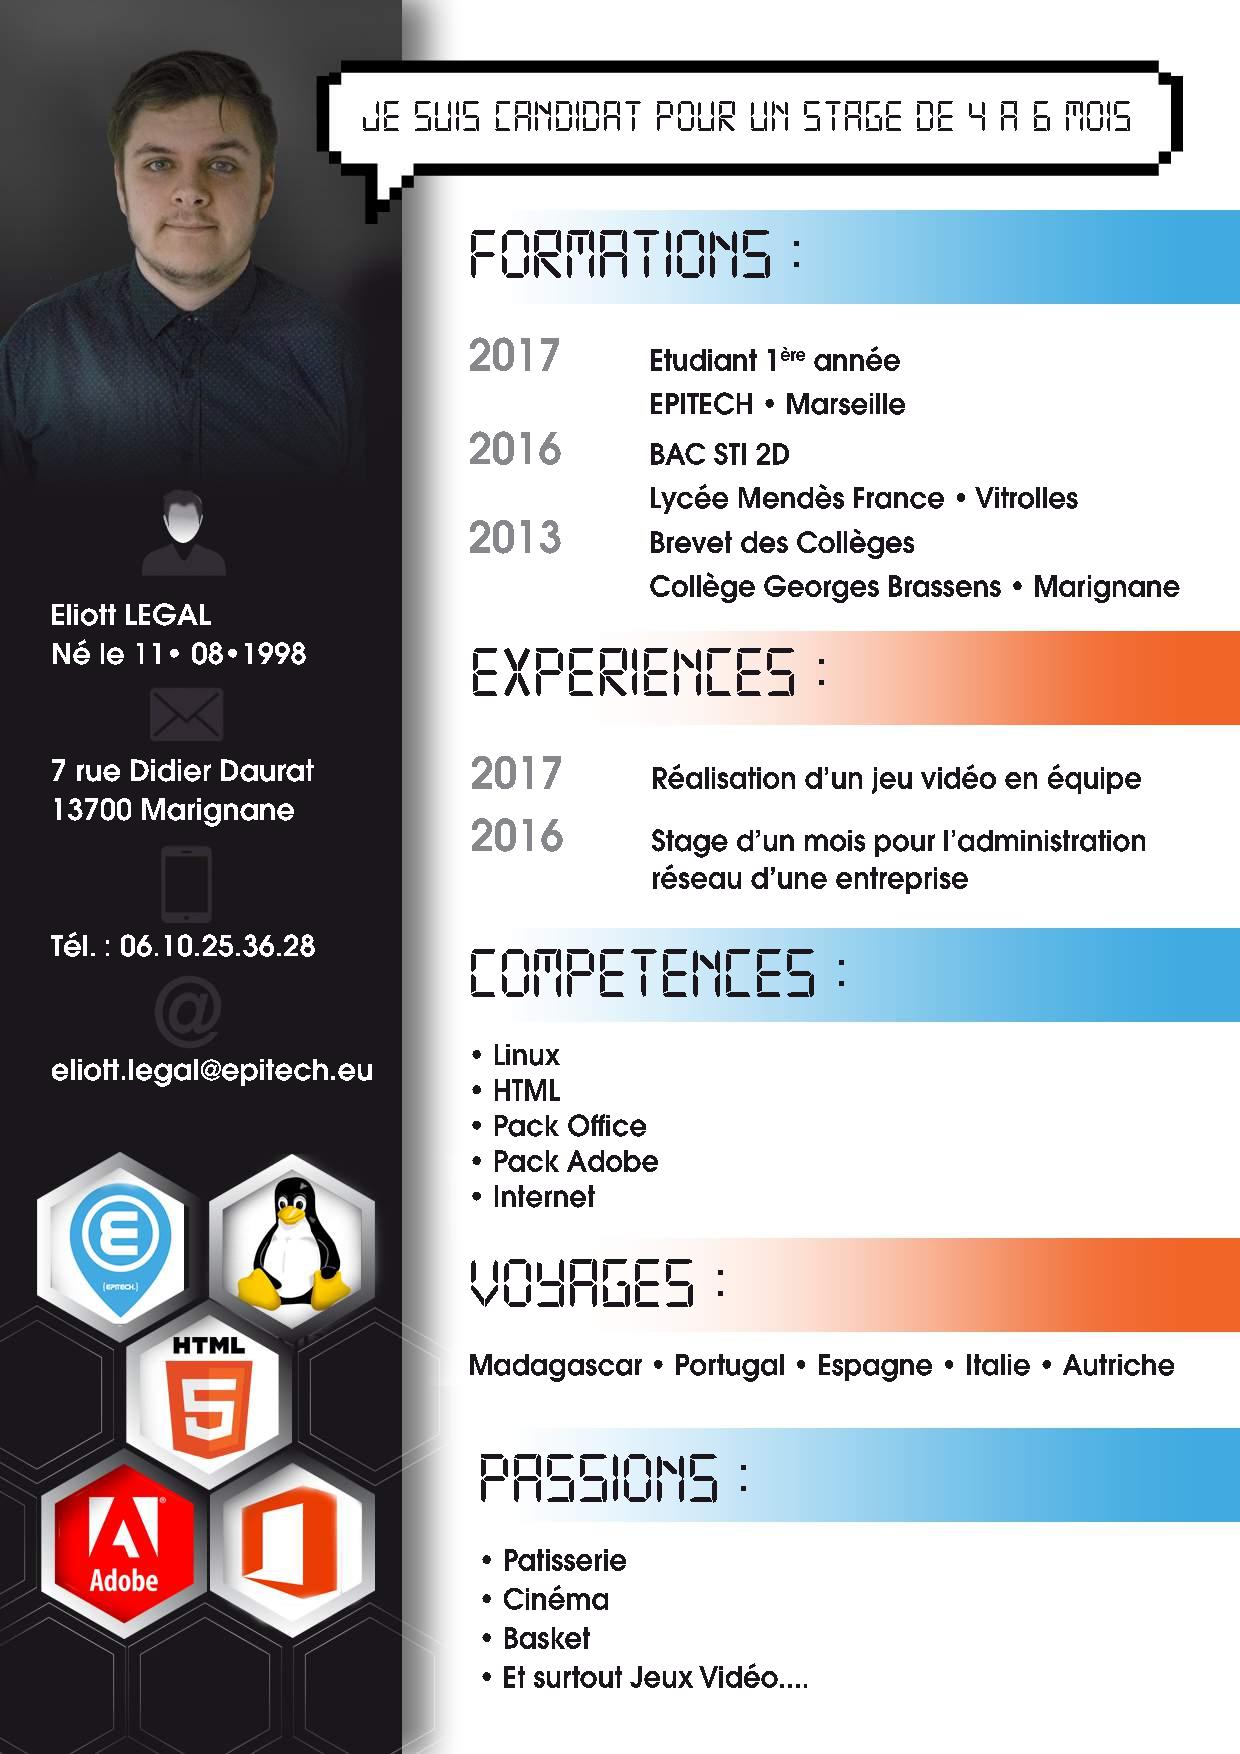 JE SUIS CANDIDAT POUR UN STAGE DE 4 A 6 MOIS
Eliott LEGAL
Né le 11• 08•1998
7 rue Didier Daurat
13700 Marignane
Tél. : 06.10.25.36.28
@
eliott.legal@epitech.eu
(EPITECH.)
HTML
5
Adobe
FORMATIONS :
2017 Etudiant 1ère année
EPITECH • Marseille
2016 BAC STI 2D
Lycée Mendès France • Vitrolles
2013 Brevet des Collèges
Collège Georges Brassens • Marignane
EXPERIENCES :
2017 Réalisation d’un jeu vidéo en équipe
2016 Stage d’un mois pour l’administration
réseau d’une entreprise
COMPETENCES :
• Linux
• HTML
• Pack Office
• Pack Adobe
• Internet
VOYAGES :
Madagascar • Portugal • Espagne • Italie • Autriche
PASSIONS :
• Patisserie
• Cinéma
• Basket
• Et surtout Jeux Vidéo....